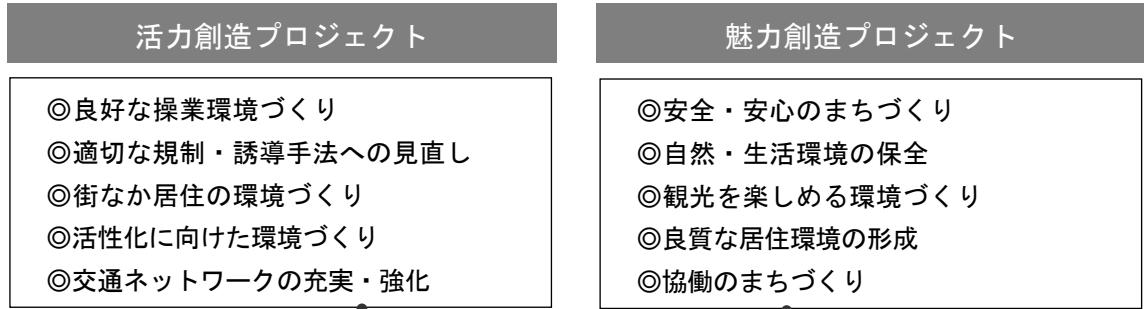 活力創造プロジェクト
◎良好な操業環境づくり
◎適切な規制・誘導手法への見直し
◎街なか居住の環境づくり
◎活性化に向けた環境づくり
◎交通ネットワークの充実・強化
魅力創造プロジェクト
◎安全・安心のまちづくり
◎自然・生活環境の保全
◎観光を楽しめる環境づくり
◎良質な居住環境の形成
◎協働のまちづくり